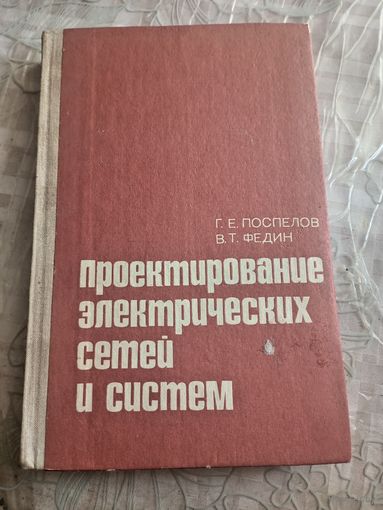 Г. Е. ПОСПЕЛОВ
В. Т. ФЕДИН
проектирование
электрических
сетей
и систем